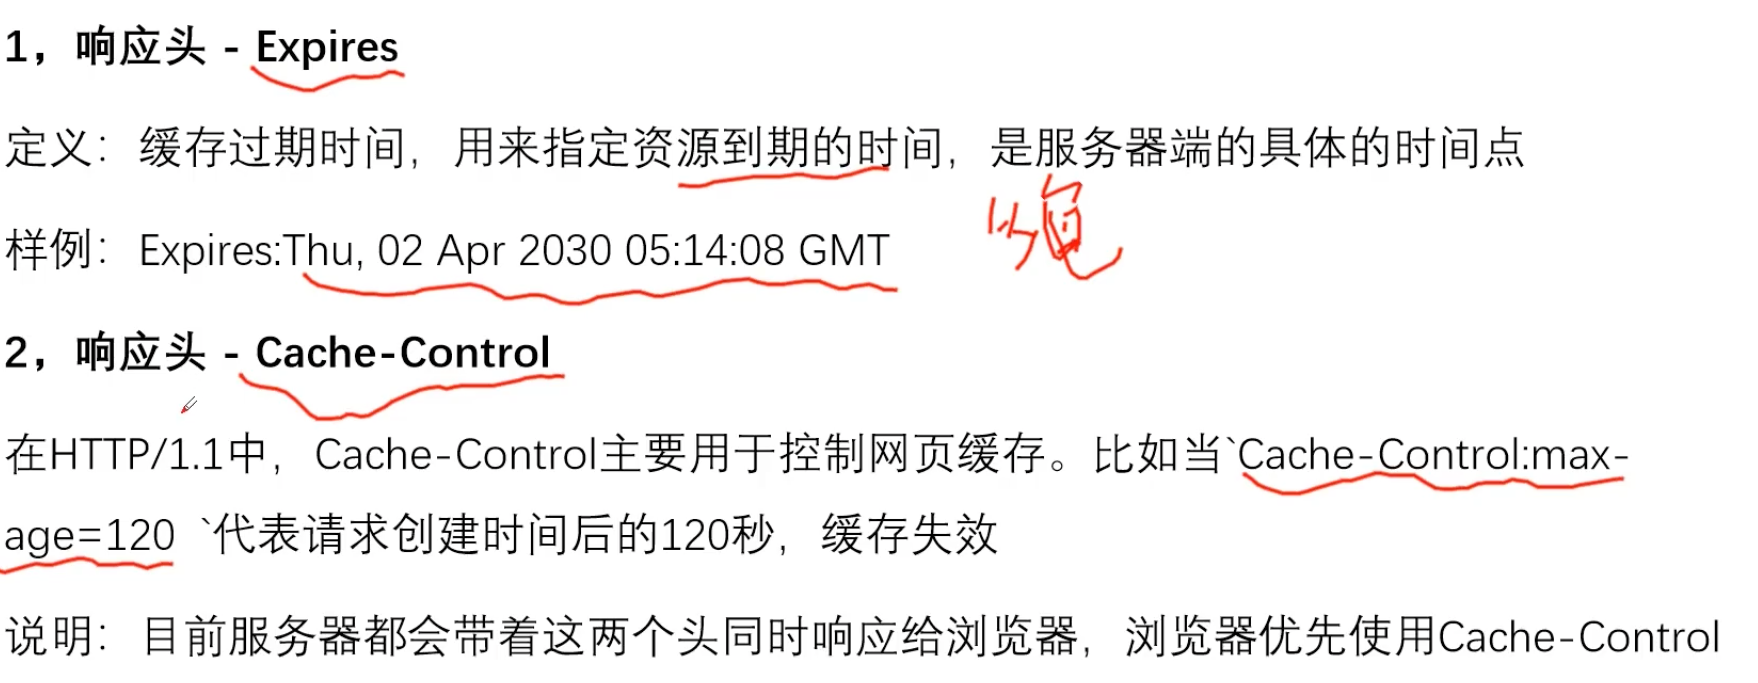 1，响应头 - Expires
定义：缓存过期时间，用来指定资源到期的时间，是服务器端的具体的时间点
样例：Expires:Thu, 02 Apr 2030 05:14:08 GMT
2，响应头 - Cache-Control
在HTTP/1.1中，Cache-Control主要用于控制网页缓存。比如当`Cache-Control:max-
age=120 `代表请求创建时间后的120秒，缓存失效
说明：目前服务器都会带着这两个头同时响应给浏览器，浏览器优先使用Cache-Control